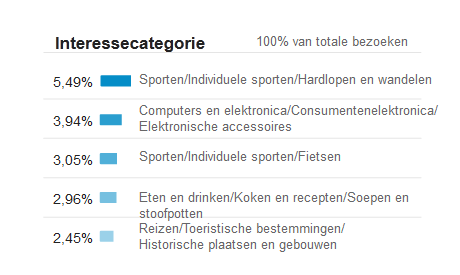 Interessecategorie 100% van totale bezoeken
5,49% Sporten/Individuele sporten/Hardlopen en wandelen
3,94% Computers en elektronica/Consumentenelektronica/
Elektronische accessoires
3,05% Sporten/Individuele sporten/Fietsen
2,96% Eten en drinken/Koken en recepten/Soepen en
stoofpotten
2,45% Reizen/Toeristische bestemmingen/
Historische plaatsen en gebouwen